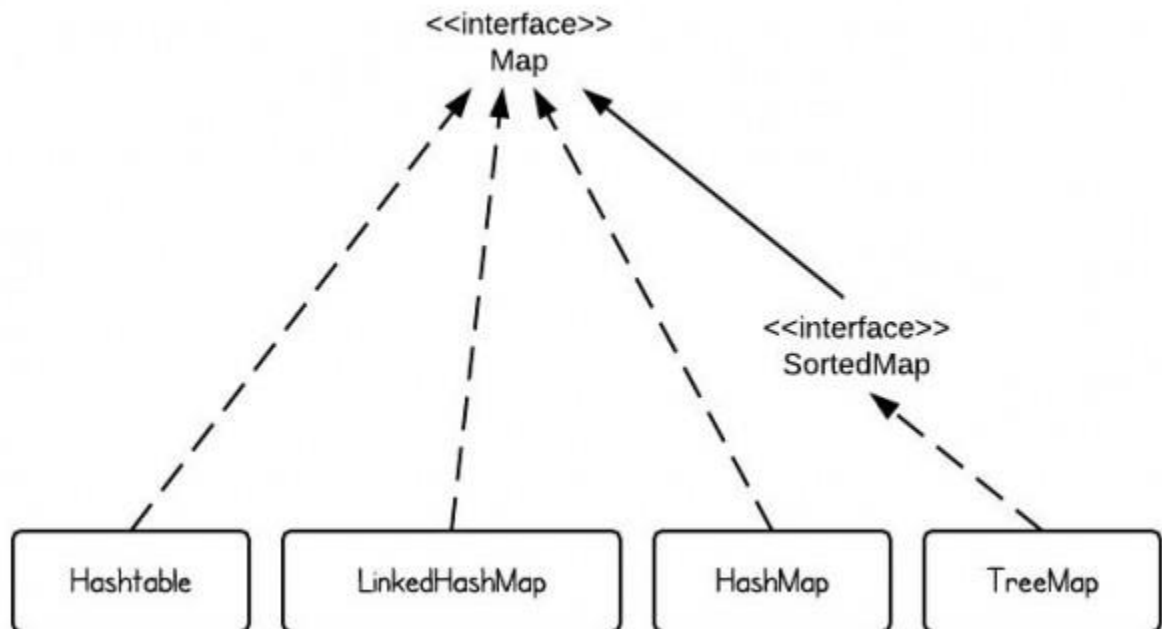 <<interface>>
Map
<<interface>>
SortedMap
Hashtable
LinkedHashMap
HashMap
TreeMap